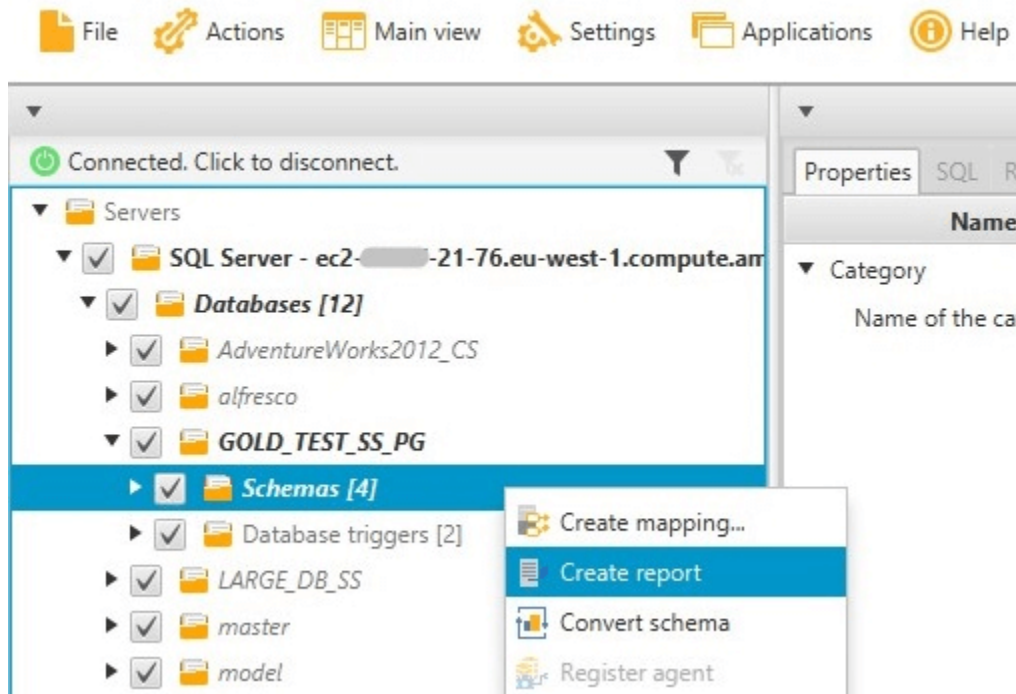 File Actions Main view Settings Applications Help
Connected. Click to disconnect.
Properties SQL
Servers
Name
SQL Server - ec2- -21-76.eu-west-1.compute.am
Category
Databases [12]
Name of the ca
AdventureWorks2012_CS
alfresco
GOLD_TEST_SS_PG
Schemas [4]
Create mapping...
Database triggers [2]
Create report
LARGE_DB_SS
Convert schema
master
model
Register agent